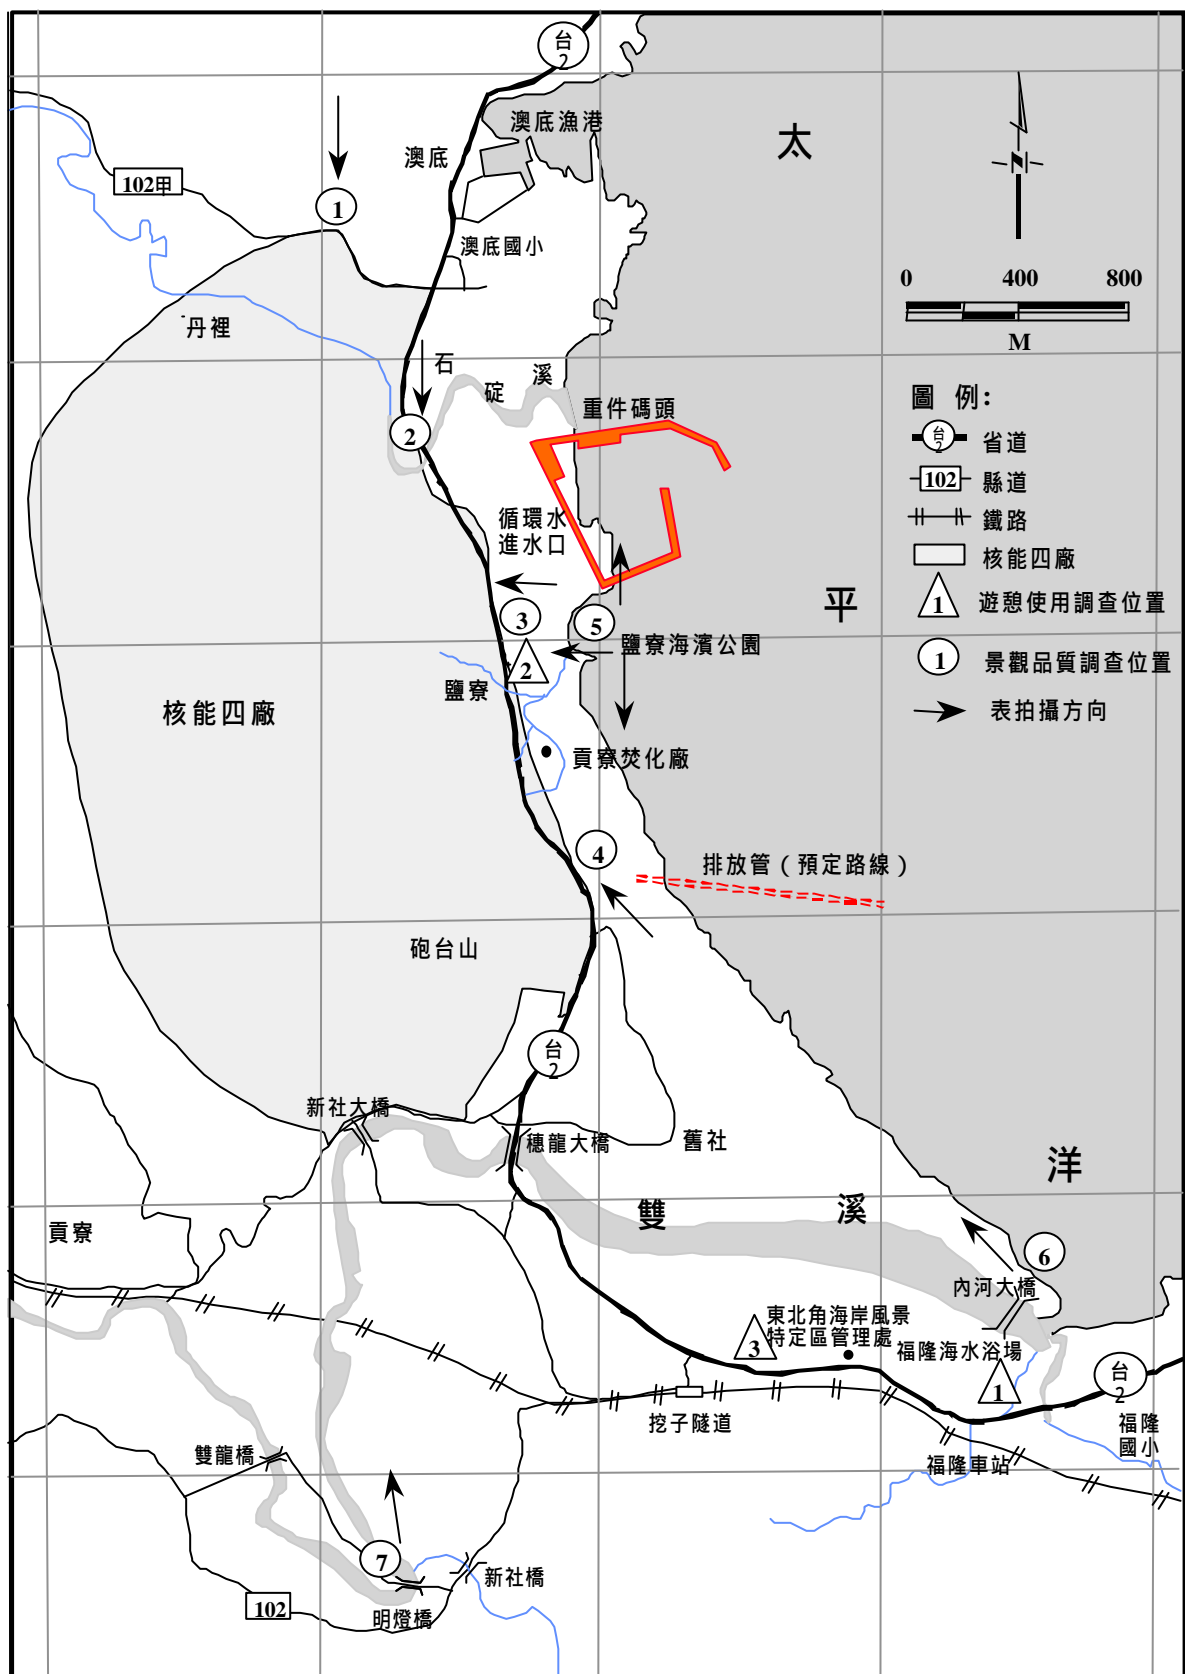 台
2
澳底漁港
澳底
太
102甲
1
澳底國小
0 400 800
M
丹裡
石
碇
溪
重件碼頭
圖 例:
台
2
省道
2
102
縣道
循環水
進水口
鐵路
核能四廠
1
遊憩使用調查位置
平
3
5
鹽寮海濱公園
1
景觀品質調查位置
2
鹽寮
核能四廠
表拍攝方向
貢寮焚化廠
4
排放管(預定路線)
砲台山
台
2
新社大橋
穗龍大橋
舊社
洋
雙
溪
貢寮
6
內河大橋
東北角海岸風景
特定區管理處
3
福隆海水浴場
1
台
2
挖子隧道
福隆
國小
雙龍橋
福隆車站
7
新社橋
102
明燈橋
N